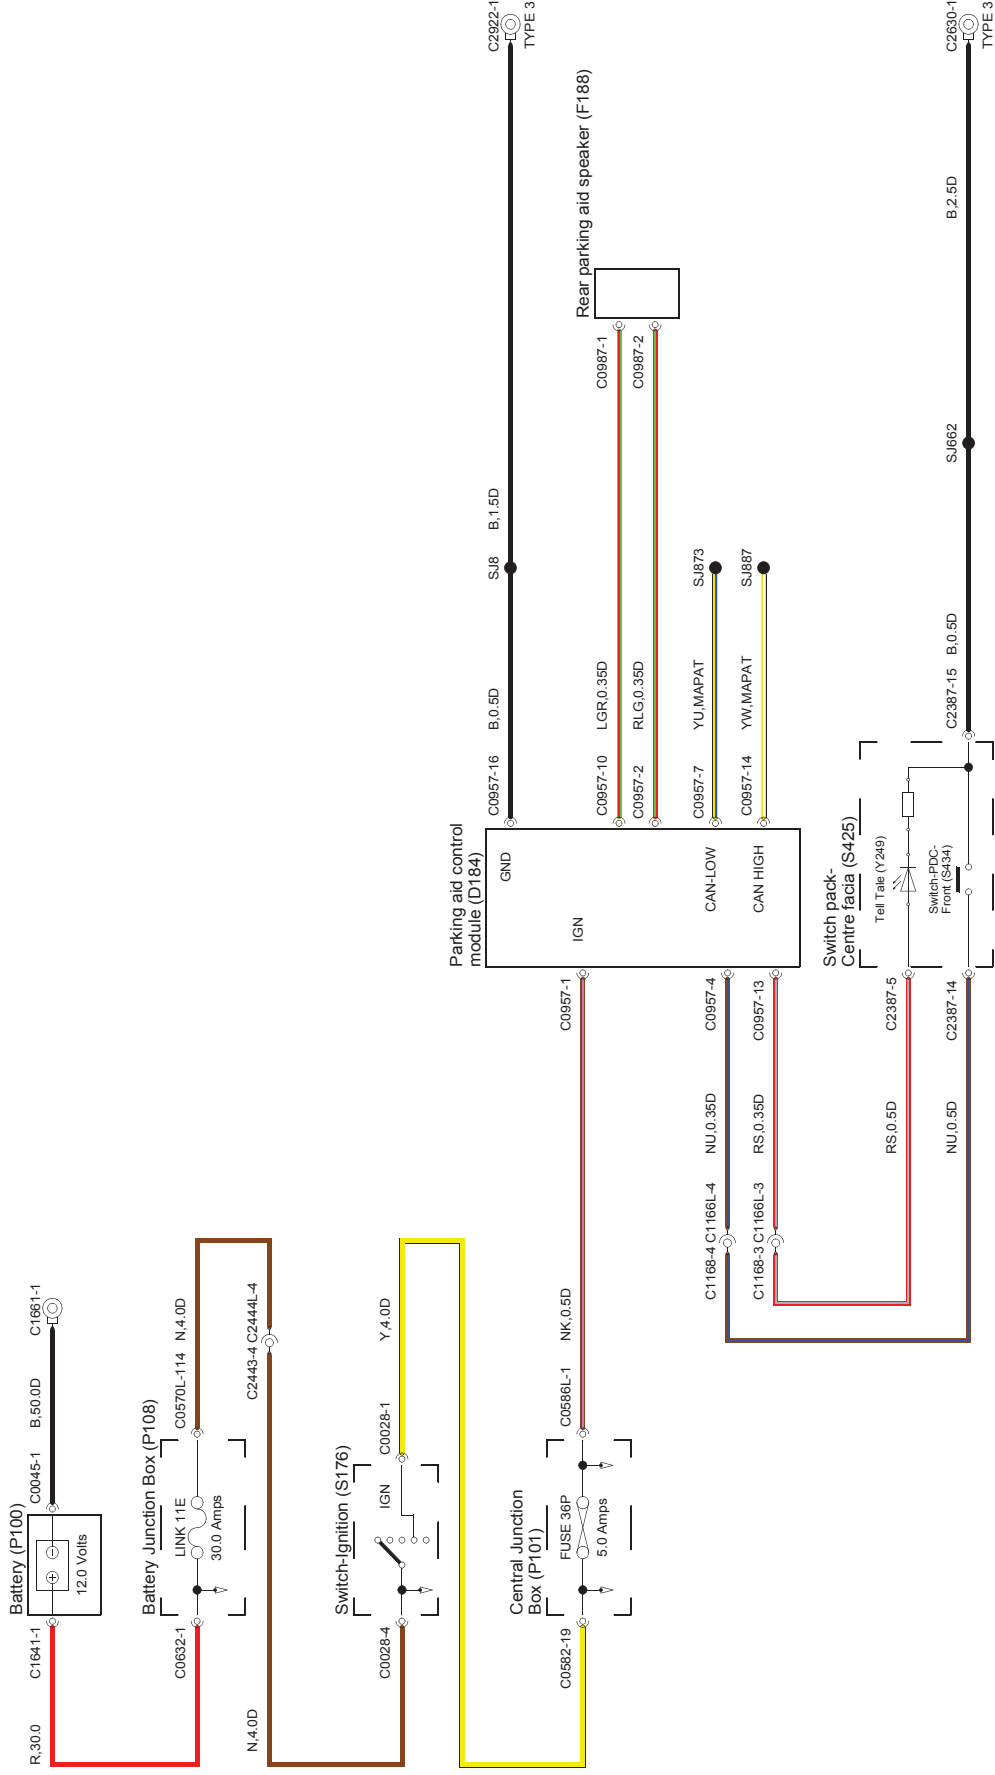 Battery (P100)
12.0 Volts
C1641-1
R,30.0
C0045-1
B,50.0D
C1661-1
Battery Junction Box (P108)
LINK 11E
30.0 Amps
C0632-1
C0570L-114
N,4.0D
C2443-4 C2444L-4
N,4.0D
Switch-Ignition (S176)
IGN
C0028-4
C0028-1
Y,4.0D
Central Junction
Box (P101)
FUSE 36P
5.0 Amps
C0582-19
C0586L-1
NK,0.5D
C0957-1
Parking aid control
module (D184)
GND
IGN
CAN-LOW
CAN HIGH
C0957-16
B,0.5D
SJ8
B,1.5D
C2922-1
TYPE 3
C0957-10
LGR,0.35D
C0987-1
C0957-2
RLG,0.35D
C0987-2
Rear parking aid speaker (F188)
C0957-7
YU,MAPAT
SJ873
C0957-14
YW,MAPAT
SJ887
C0957-4
NU,0.35D
C1168-4 C1166L-4
C0957-13
RS,0.35D
C1168-3 C1166L-3
Switch pack-
Centre facia (S425)
Tell Tale (Y249)
Switch-PDC-
Front (S434)
C2387-5
RS,0.5D
C2387-14
NU,0.5D
C2387-15
B,0.5D
SJ662
B,2.5D
C2630-1
TYPE 3